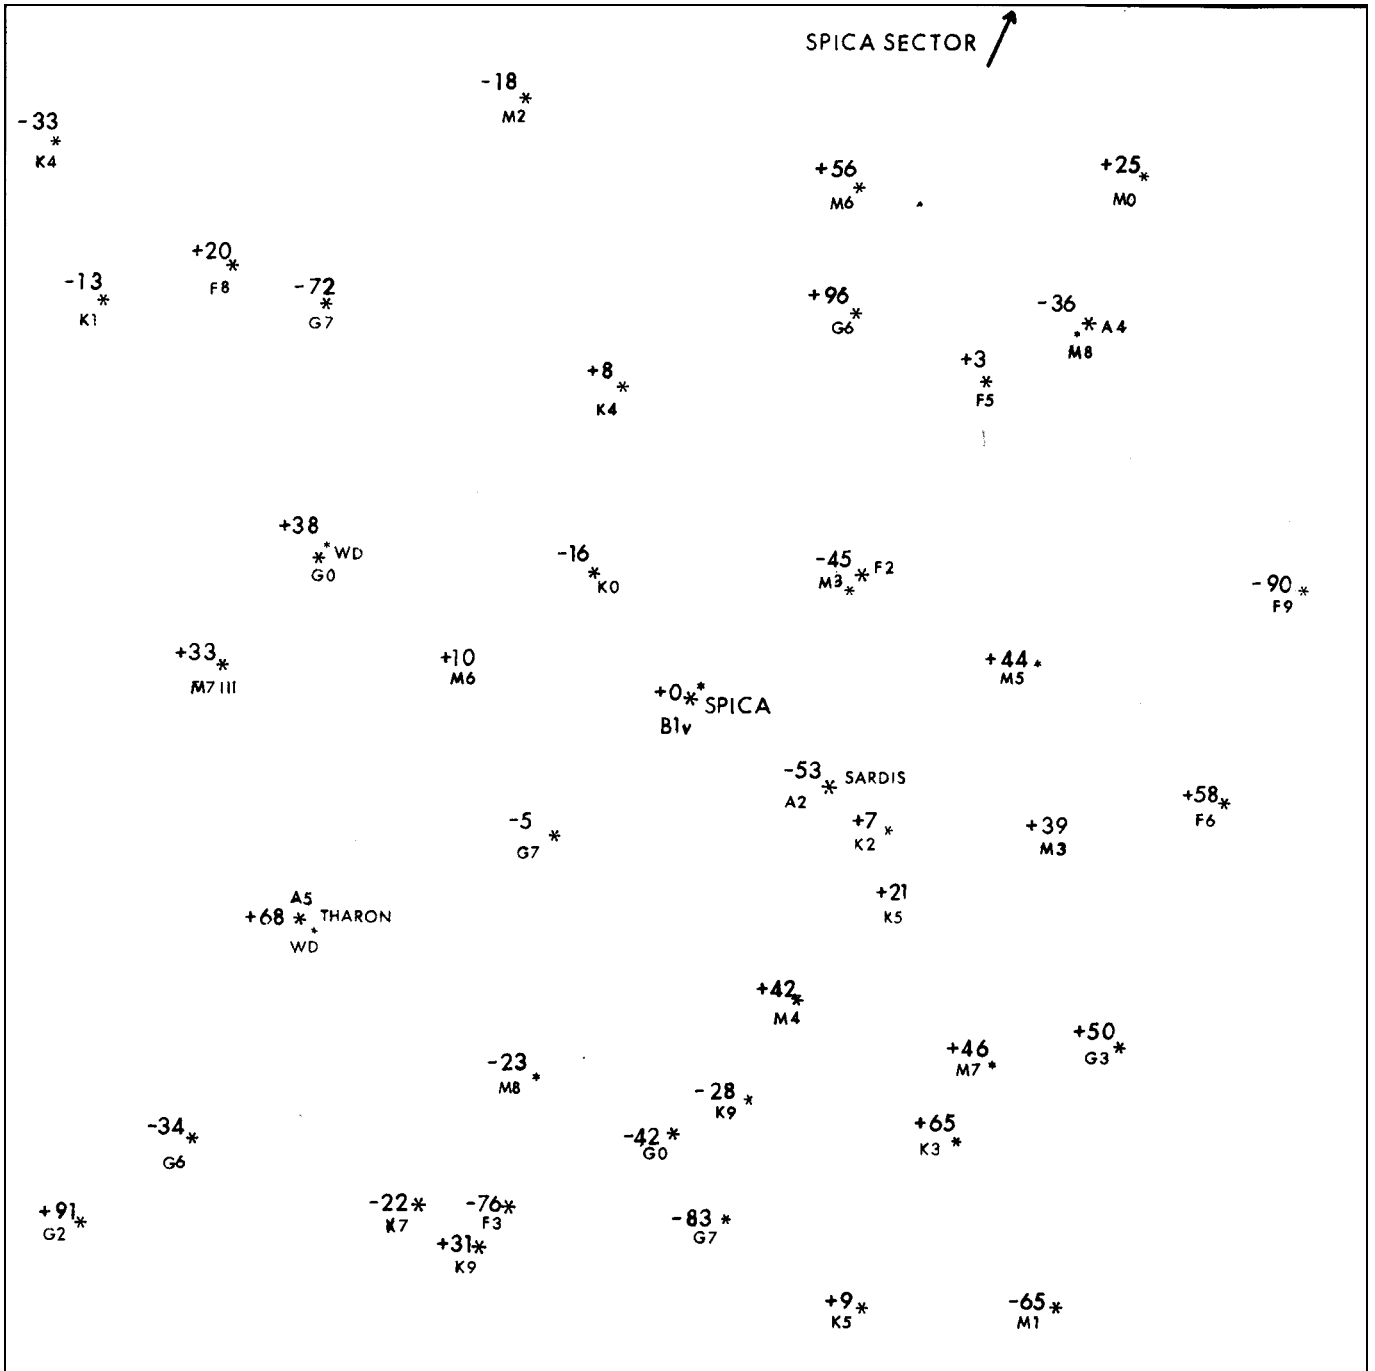 SPICA SECTOR
-18
M2
-33
K4
+56
M6
+25
M0
+20
F8
-13
K1
-72
G7
+96
G6
-36
A4
M8
+3
F5
+8
K4
+38
WD
G0
-16
K0
-45
F2
M3
-90
F9
+33
M7 III
+10
M6
+44
M5
+0
SPICA
B1v
-53
SARDIS
A2
+58
F6
-5
G7
+7
K2
+39
M3
A5
+68
THARON
WD
+21
K5
+42
M4
+50
G3
+46
M7
-23
M8
-28
K9
-34
G6
-42
G0
+65
K3
+91
G2
-22
K7
-76
F3
-83
G7
+31
K9
+9
K5
-65
M1